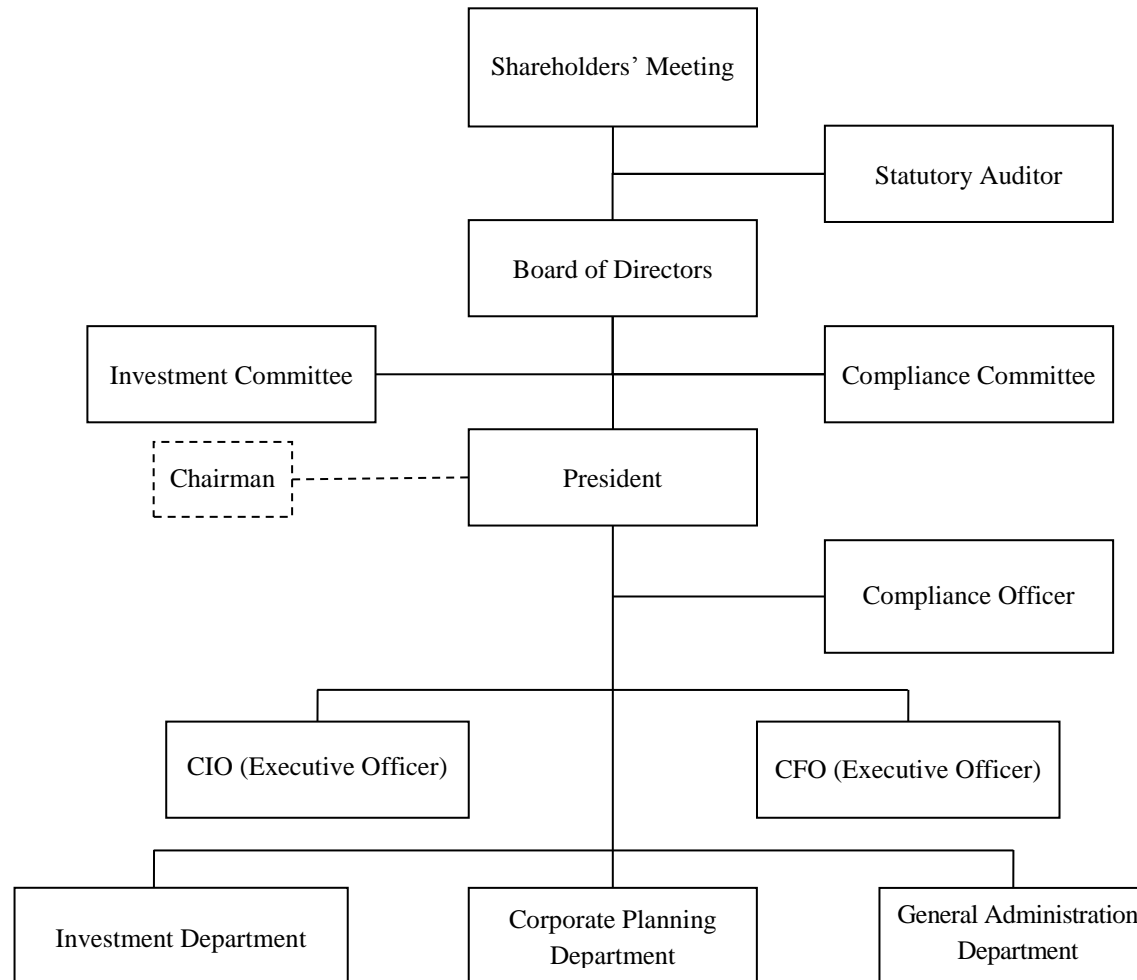 Shareholders’ Meeting
Statutory Auditor
Board of Directors
Investment Committee
Compliance Committee
Chairman
President
Compliance Officer
CIO (Executive Officer)
CFO (Executive Officer)
Investment Department
Corporate Planning
Department
General Administration
Department